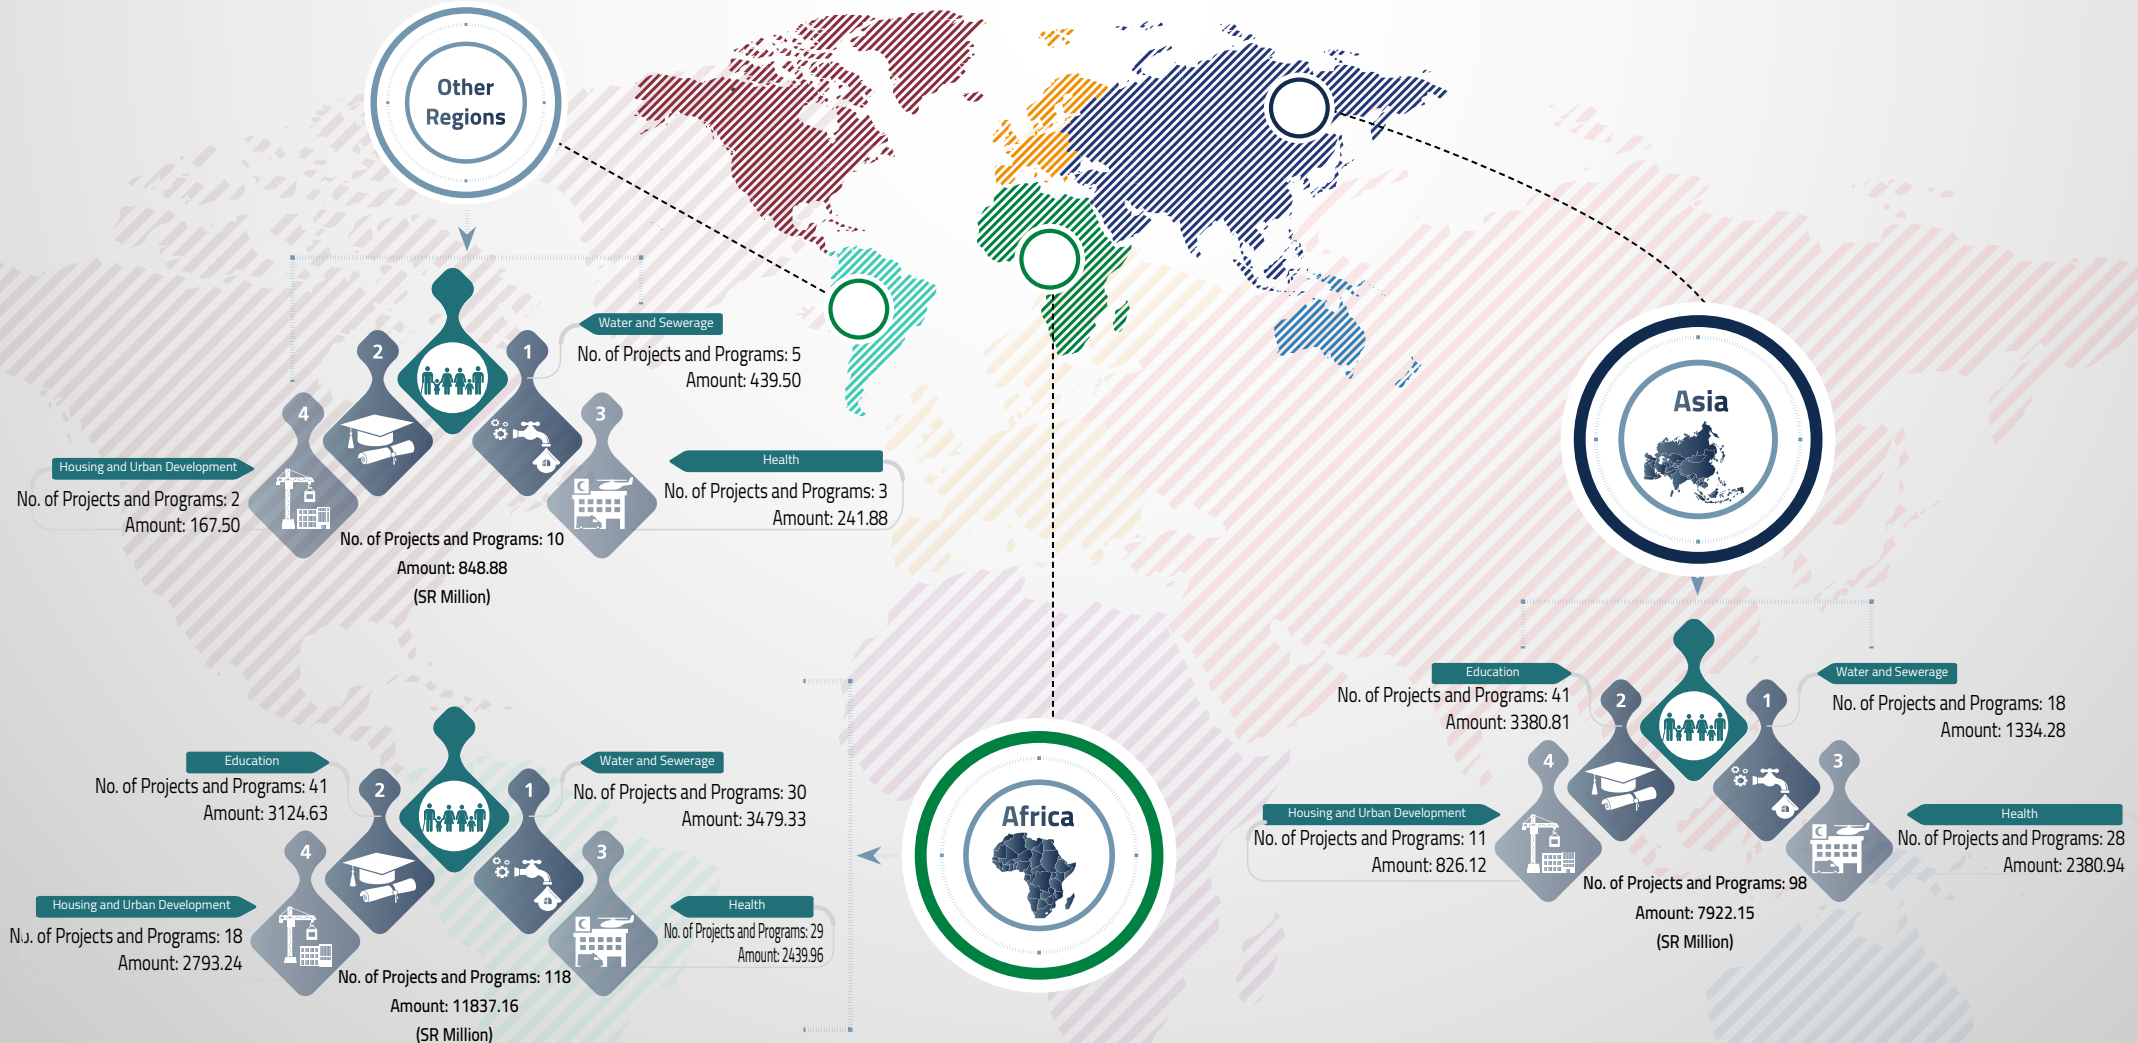 Other
Regions
2
1
Water and Sewerage
No. of Projects and Programs: 5
Amount: 439.50
4
3
Housing and Urban Development
No. of Projects and Programs: 2
Amount: 167.50
Health
No. of Projects and Programs: 3
Amount: 241.88
No. of Projects and Programs: 10
Amount: 848.88
(SR Million)
Asia
Education
No. of Projects and Programs: 41
Amount: 3380.81
2
1
Water and Sewerage
No. of Projects and Programs: 18
Amount: 1334.28
4
3
Housing and Urban Development
No. of Projects and Programs: 11
Amount: 826.12
Health
No. of Projects and Programs: 28
Amount: 2380.94
No. of Projects and Programs: 98
Amount: 7922.15
(SR Million)
Africa
Education
No. of Projects and Programs: 41
Amount: 3124.63
2
1
Water and Sewerage
No. of Projects and Programs: 30
Amount: 3479.33
4
3
Housing and Urban Development
No. of Projects and Programs: 18
Amount: 2793.24
Health
No. of Projects and Programs: 29
Amount: 2439.96
No. of Projects and Programs: 118
Amount: 11837.16
(SR Million)